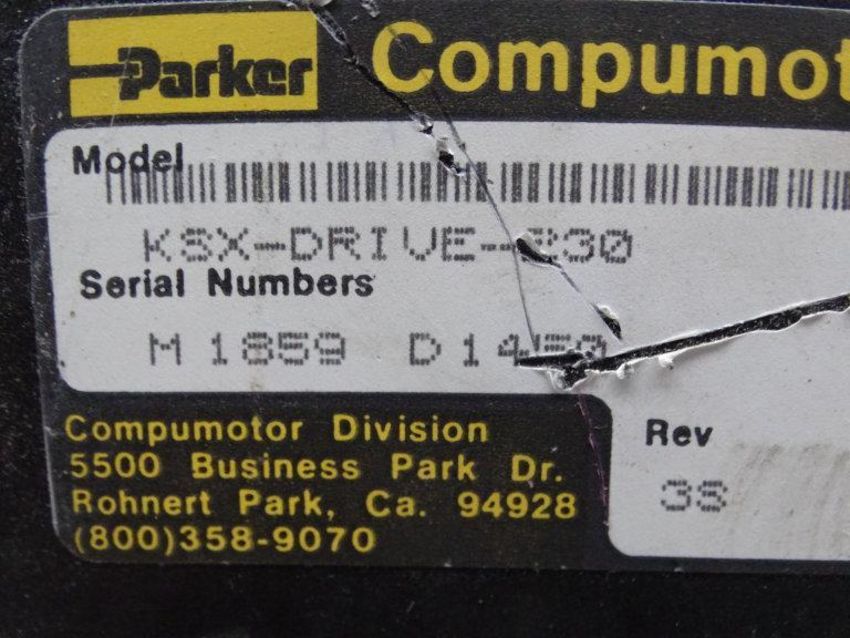 Parker Compumot
Model
KSX-DRIVE-230
Serial Numbers
M 1859
Compumotor Division
5500 Business Park Dr.
Rohnert Park, Ca. 94928
(800)358-9070
Rev
3S